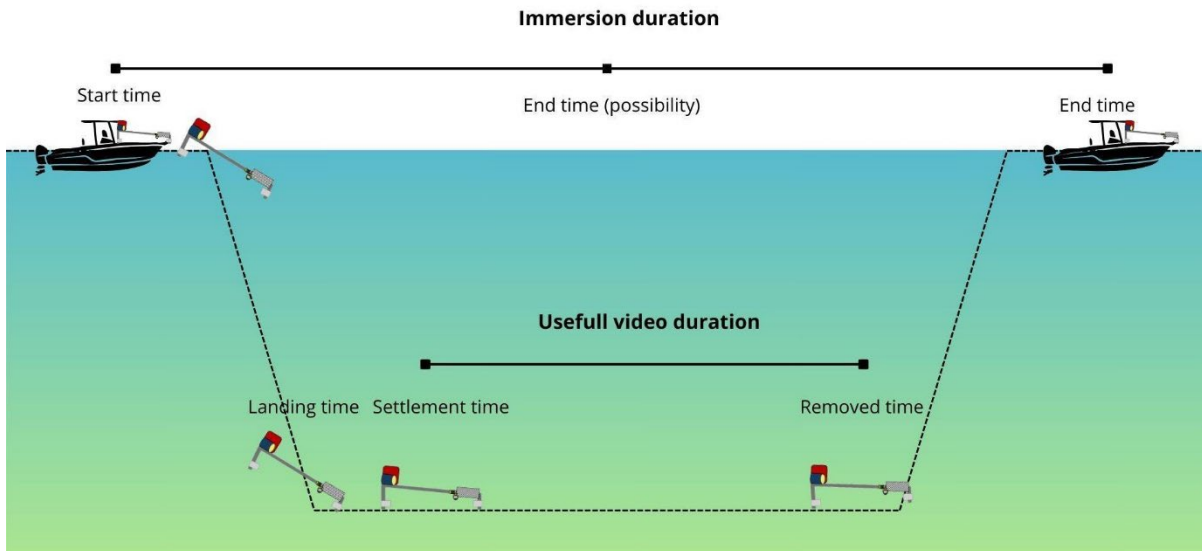 Immersion duration
Start time
End time (possibility)
End time
Usefull video duration
Landing time
Settlement time
Removed time